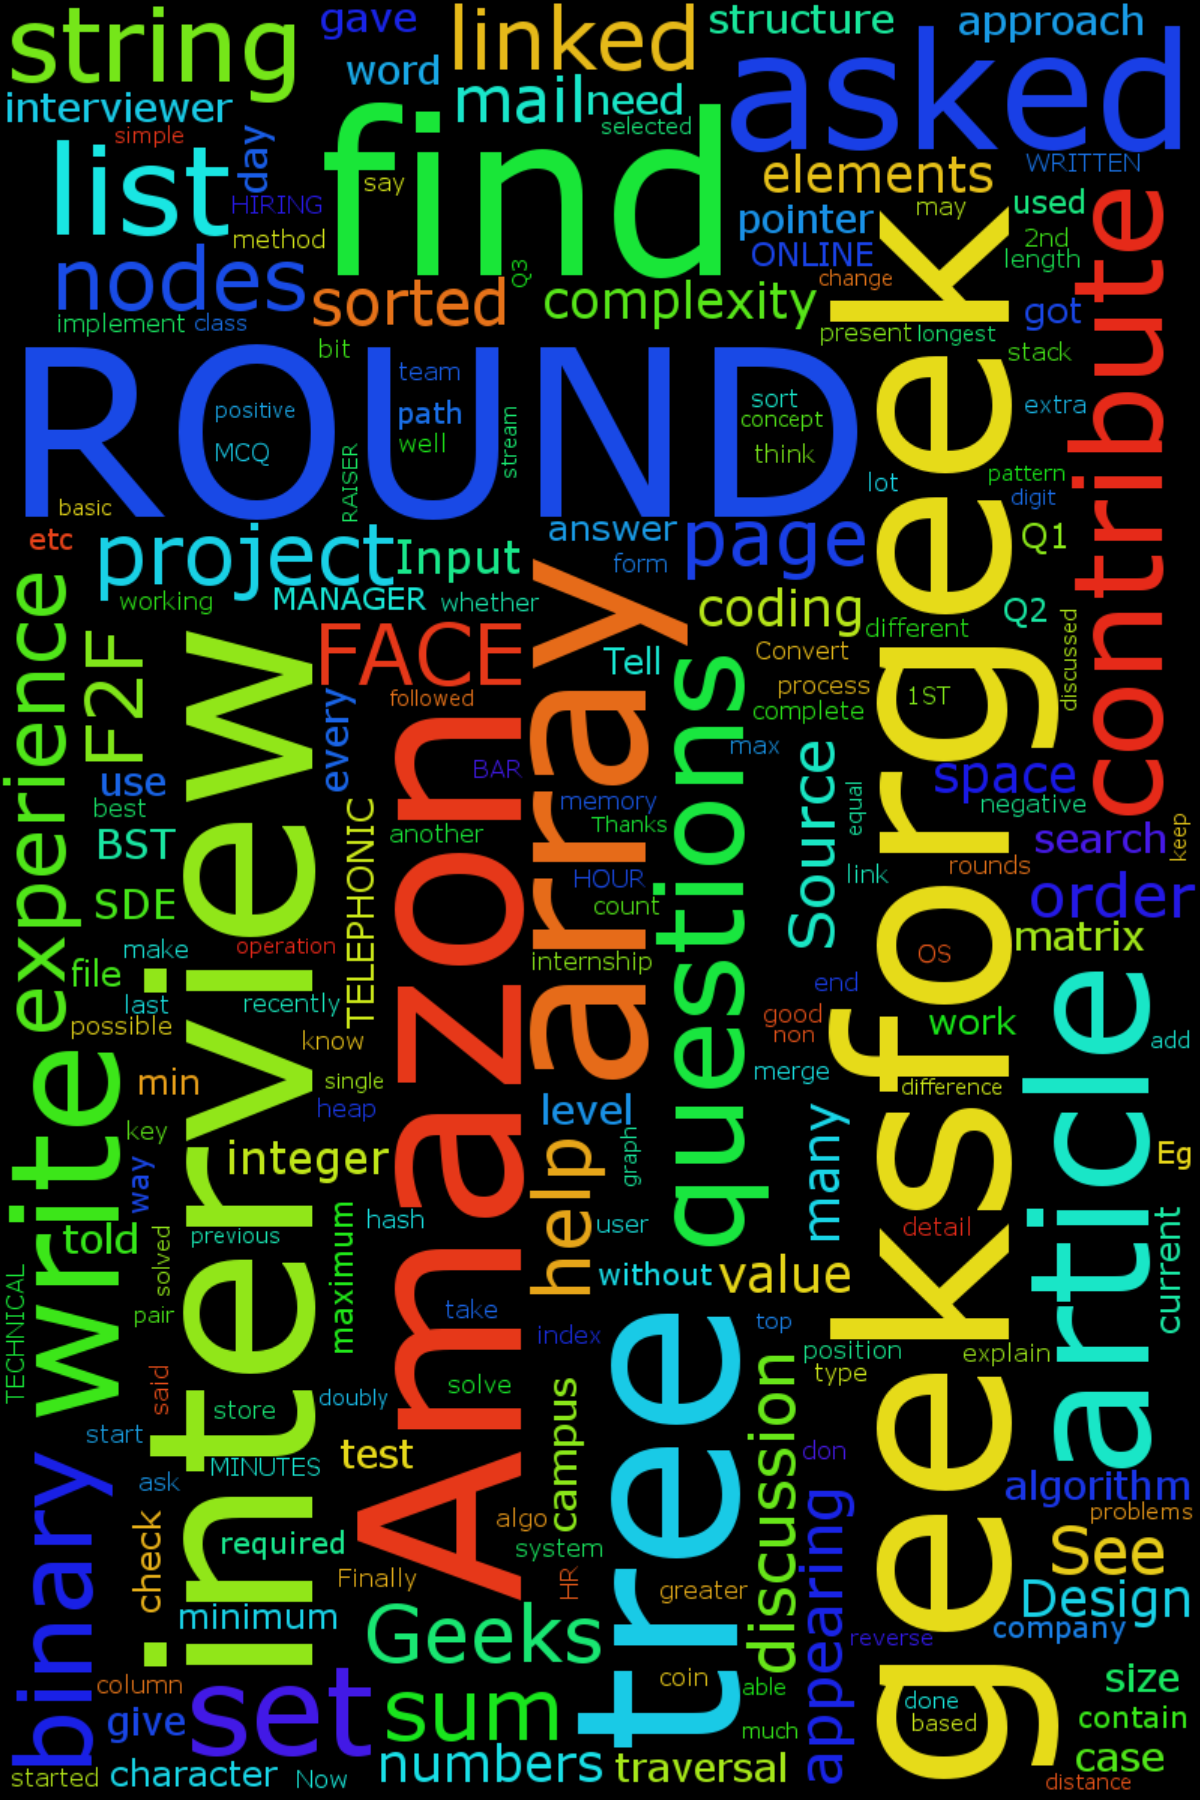 string
gave
linked
structure
approach
word
asked
interviewer
mail
need
simple
selected
find
list
day
say
elements
WRITTEN
HIRING
may
used
pointer
method
2nd
ONLINE
length
nodes
Q3
change
sorted
complexity
got
implement
class
present
longest
geeksforgeek
contribute
ROUND
bit
stack
team
positive
path
sort
extra
concept
MCQ
well
stream
think
RAISER
lot
pattern
digit
basic
etc
project
Input
answer
page
form
Q1
working
MANAGER
whether
coding
Q2
different
discussed
experience
F2F
interview
FACE
array
Tell
Convert
followed
process
1ST
complete
every
Amazon
questions
max
use
BAR
Source
space
best
memory
equal
negative
BST
TELEPHONIC
another
Thanks
search
keep
SDE
HOUR
link
rounds
count
order
make
operation
matrix
file
internship
OS
last
recently
end
article
possible
know
good
non
work
add
write
min
single
merge
difference
heap
level
key
many
integer
graph
Eg
way
help
told
previous
maximum
hash
user
detail
solved
without
value
current
TECHNICAL
pair
take
index
tree
top
position
explain
type
said
solve
doubly
store
campus
discussion
start
test
don
binary
MINUTES
ask
algorithm
appearing
problems
check
required
algo
system
See
Finally
HR
greater
Design
minimum
Geeks
company
reverse
column
coin
size
set
sum
able
done
give
much
based
contain
numbers
traversal
case
started
character
Now
distance